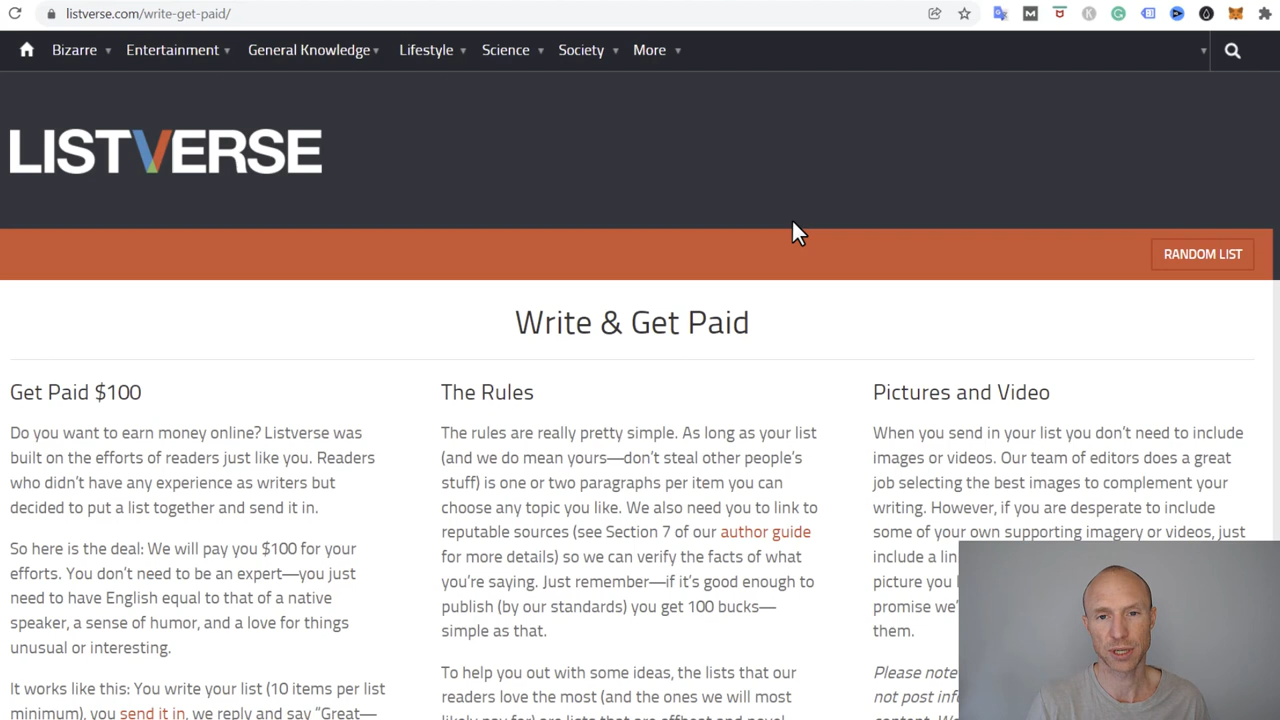 listverse.com/write-get-paid/
Bizarre
Entertainment
General Knowledge
Lifestyle
Science
Society
More
LISTVERSE
RANDOM LIST
Write & Get Paid
Get Paid $100
Do you want to earn money online? Listverse was
built on the efforts of readers just like you. Readers
who didn't have any experience as writers but
decided to put a list together and send it in.
So here is the deal: We will pay you $100 for your
efforts. You don't need to be an expert—you just
need to have English equal to that of a native
speaker, a sense of humor, and a love for things
unusual or interesting.
It works like this: You write your list (10 items per list
minimum), you send it in, we reply and say “Great—
The Rules
The rules are really pretty simple. As long as your list
(and we do mean yours—don't steal other people's
stuff) is one or two paragraphs per item you can
choose any topic you like. We also need you to link to
reputable sources (see Section 7 of our author guide
for more details) so we can verify the facts of what
you're saying. Just remember—if it's good enough to
publish (by our standards) you get 100 bucks—
simple as that.
To help you out with some ideas, the lists that our
readers love the most (and the ones we will most
likely pay for) are lists that are offbeat and novel
Pictures and Video
When you send in your list you don't need to include
images or videos. Our team of editors does a great
job selecting the best images to complement your
writing. However, if you are desperate to include
some of your own supporting imagery or videos, just
include a lin
picture you
promise we'
them.
Please note
not post inf